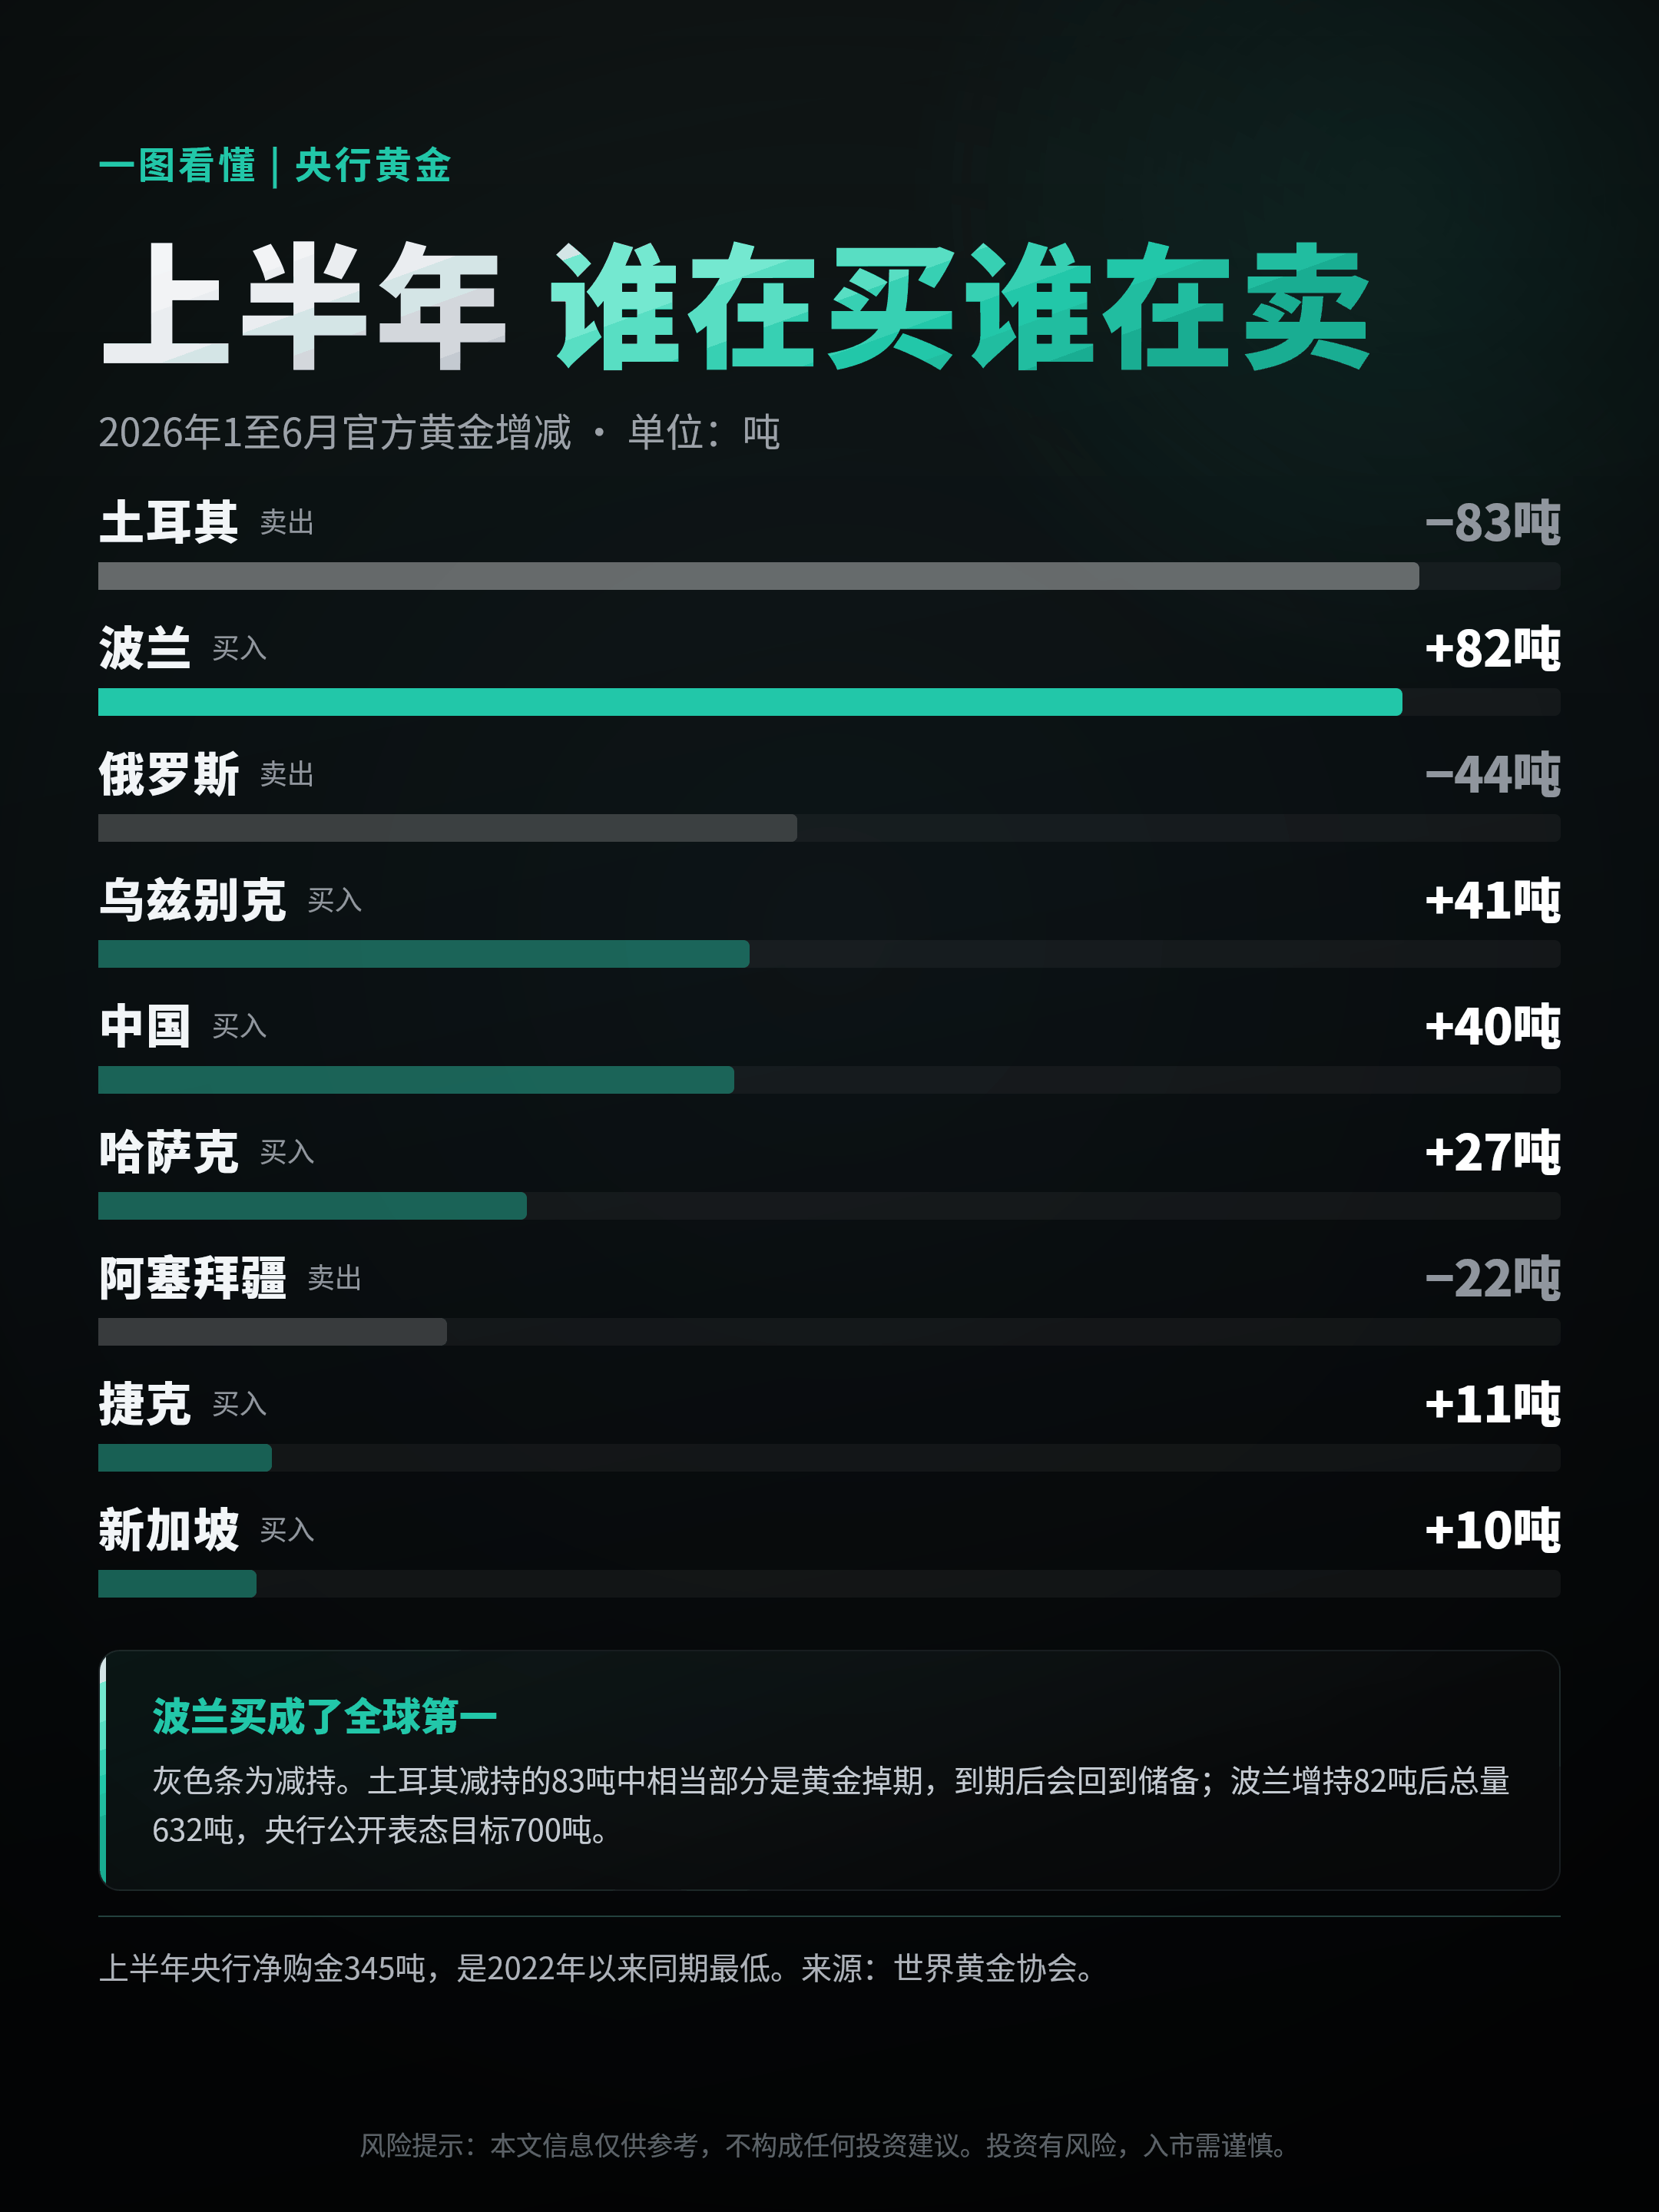 一图看懂 | 央行黄金
上半年 谁在买谁在卖
2026年1至6月官方黄金增减 · 单位：吨
土耳其 卖出 −83吨
波兰 买入 +82吨
俄罗斯 卖出 −44吨
乌兹别克 买入 +41吨
中国 买入 +40吨
哈萨克 买入 +27吨
阿塞拜疆 卖出 −22吨
捷克 买入 +11吨
新加坡 买入 +10吨
波兰买成了全球第一
灰色条为减持。土耳其减持的83吨中相当部分是黄金掉期，到期后会回到储备；波兰增持82吨后总量
632吨，央行公开表态目标700吨。
上半年央行净购金345吨，是2022年以来同期最低。来源：世界黄金协会。
风险提示：本文信息仅供参考，不构成任何投资建议。投资有风险，入市需谨慎。